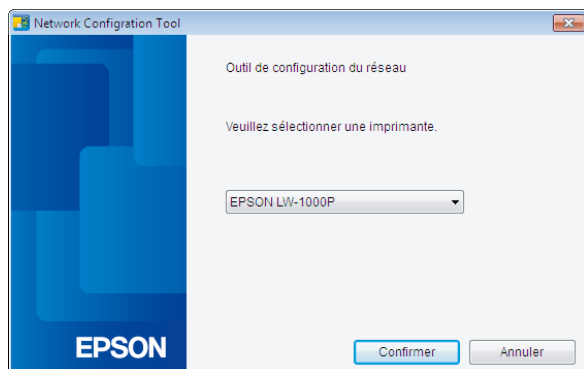 Network Configration Tool
Outil de configuration du réseau
Veuillez sélectionner une imprimante.
EPSON LW-1000P
EPSON
Confirmer
Annuler